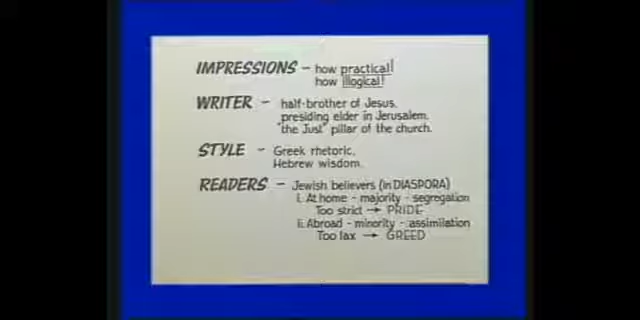 IMPRESSIONS – how practical!
how illogical!
WRITER – half-brother of Jesus,
presiding elder in Jerusalem,
"the Just" pillar of the church.
STYLE – Greek rhetoric,
Hebrew wisdom.
READERS – Jewish believers (in DIASPORA)
i. At home - majority - segregation
Too strict → PRIDE
ii. Abroad - minority - assimilation
Too lax → GREED